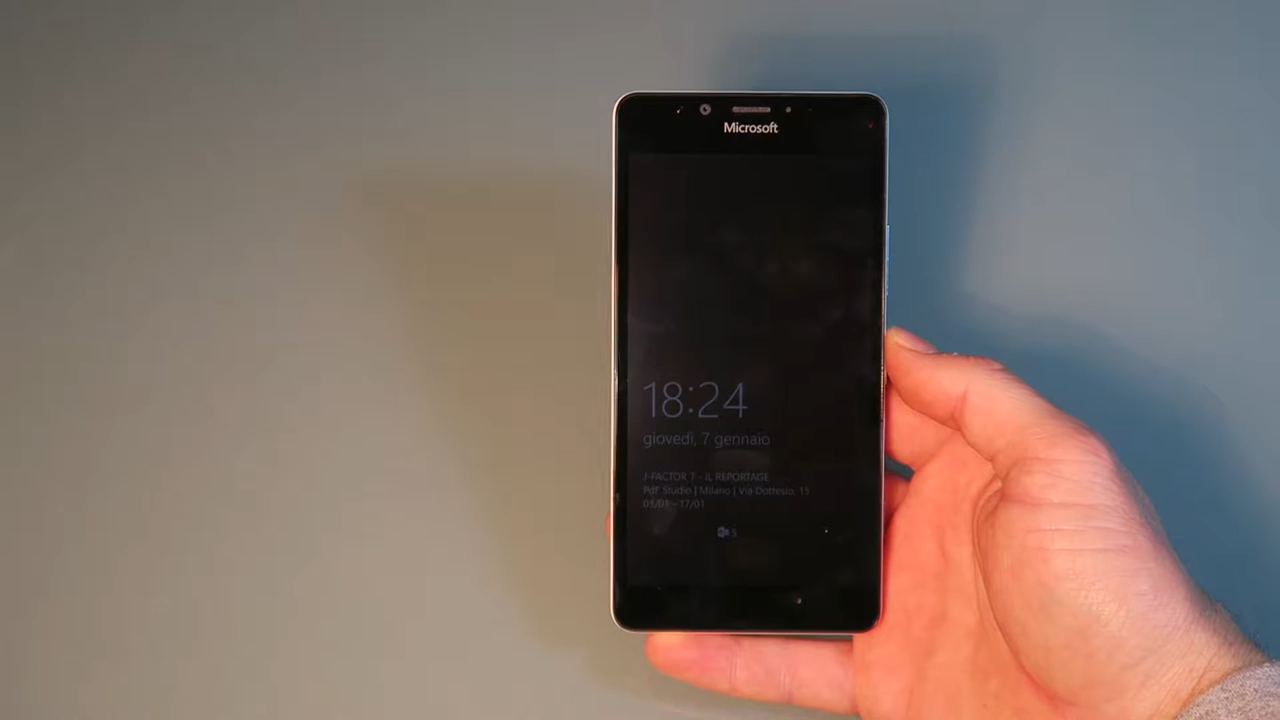 Microsoft
18:24
giovedì, 7 gennaio
J-FACTOR 7 - IL REPORTAGE
PdF Studio | Milano | Via Dottesio, 15
01/01 - 17/01
5